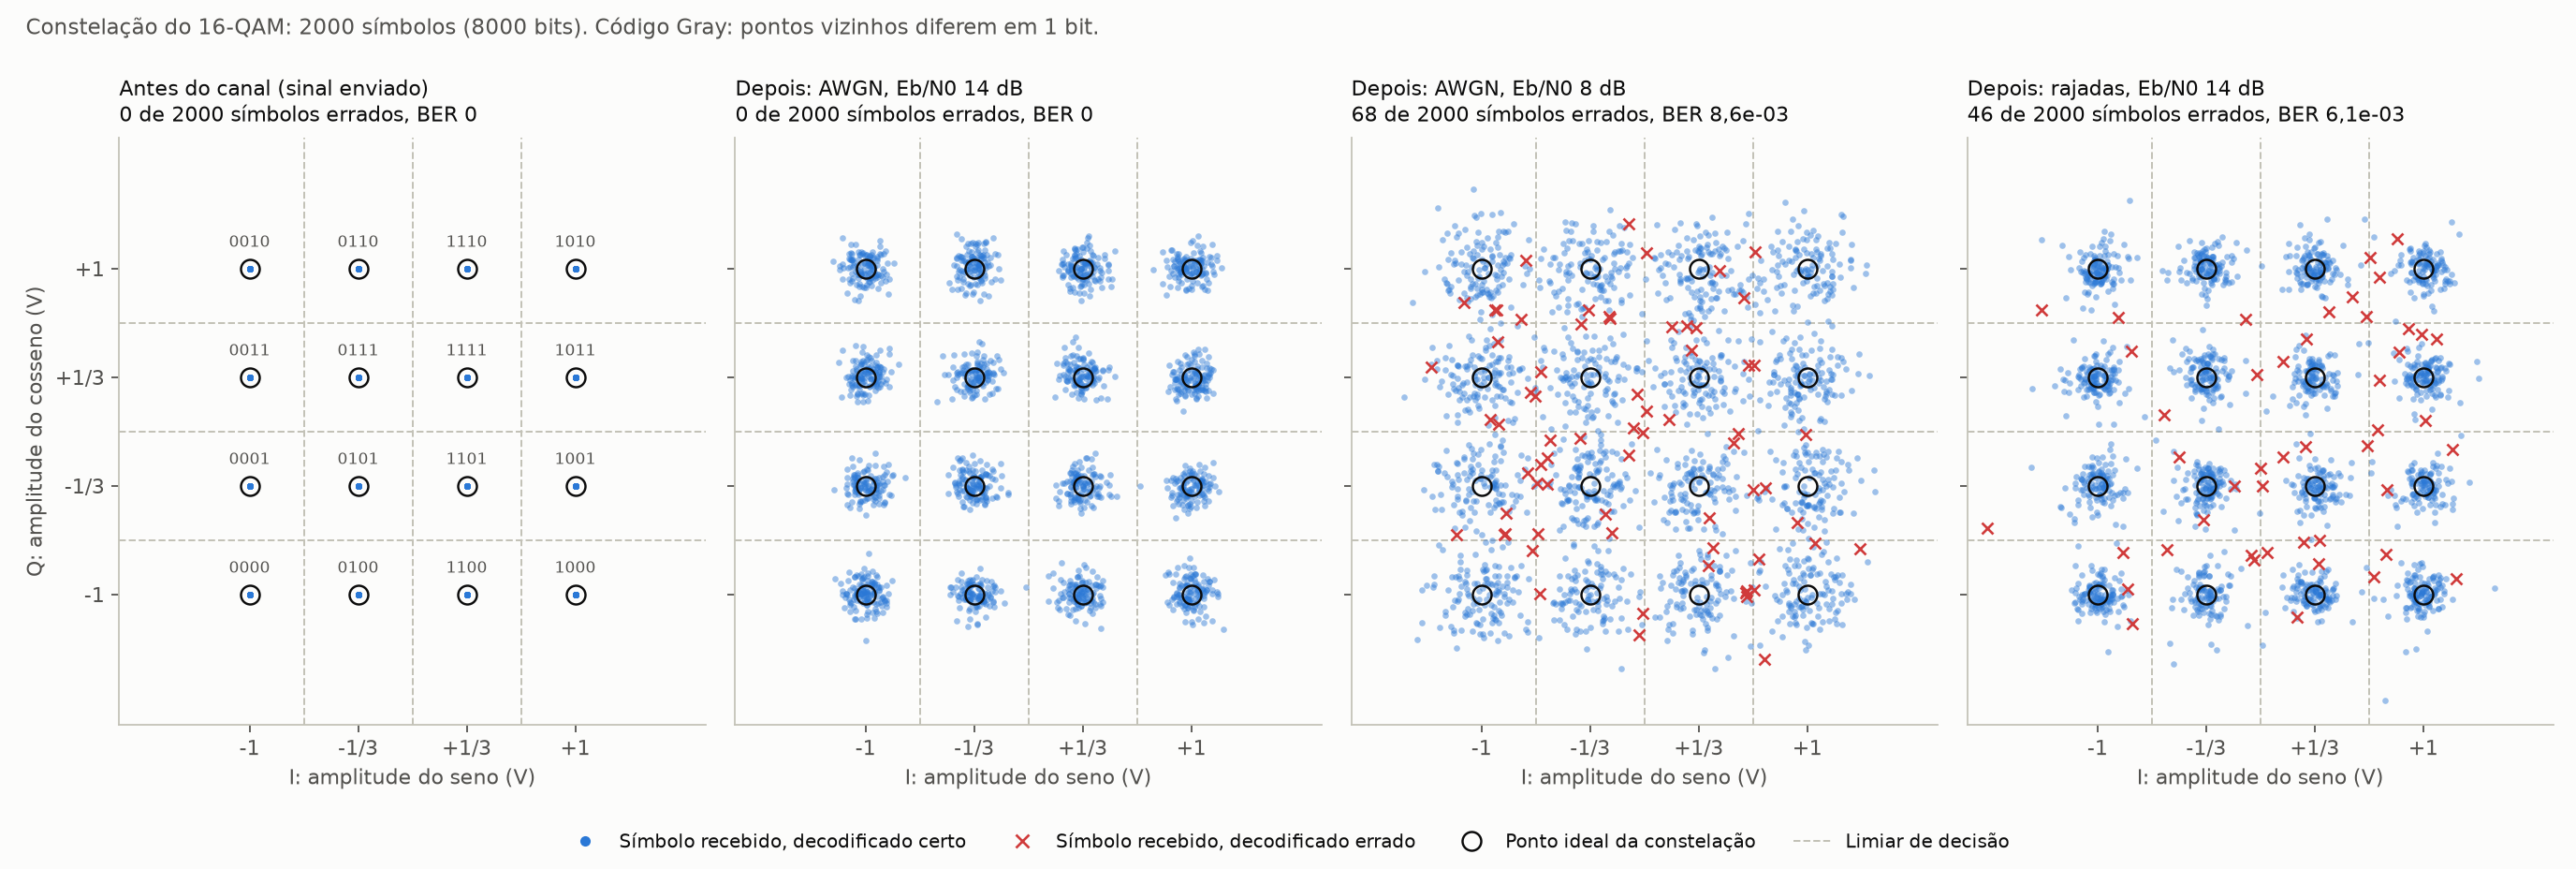 Constelação do 16-QAM: 2000 símbolos (8000 bits). Código Gray: pontos vizinhos diferem em 1 bit.
Antes do canal (sinal enviado)
0 de 2000 símbolos errados, BER 0
Depois: AWGN, Eb/N0 14 dB
0 de 2000 símbolos errados, BER 0
Depois: AWGN, Eb/N0 8 dB
68 de 2000 símbolos errados, BER 8,6e-03
Depois: rajadas, Eb/N0 14 dB
46 de 2000 símbolos errados, BER 6,1e-03
Q: amplitude do cosseno (V)
+1
+1/3
-1/3
-1
0010 0110 1110 1010
0011 0111 1111 1011
0001 0101 1101 1001
0000 0100 1100 1000
-1 -1/3 +1/3 +1
I: amplitude do seno (V)
-1 -1/3 +1/3 +1
I: amplitude do seno (V)
-1 -1/3 +1/3 +1
I: amplitude do seno (V)
-1 -1/3 +1/3 +1
I: amplitude do seno (V)
Símbolo recebido, decodificado certo
Símbolo recebido, decodificado errado
Ponto ideal da constelação
Limiar de decisão